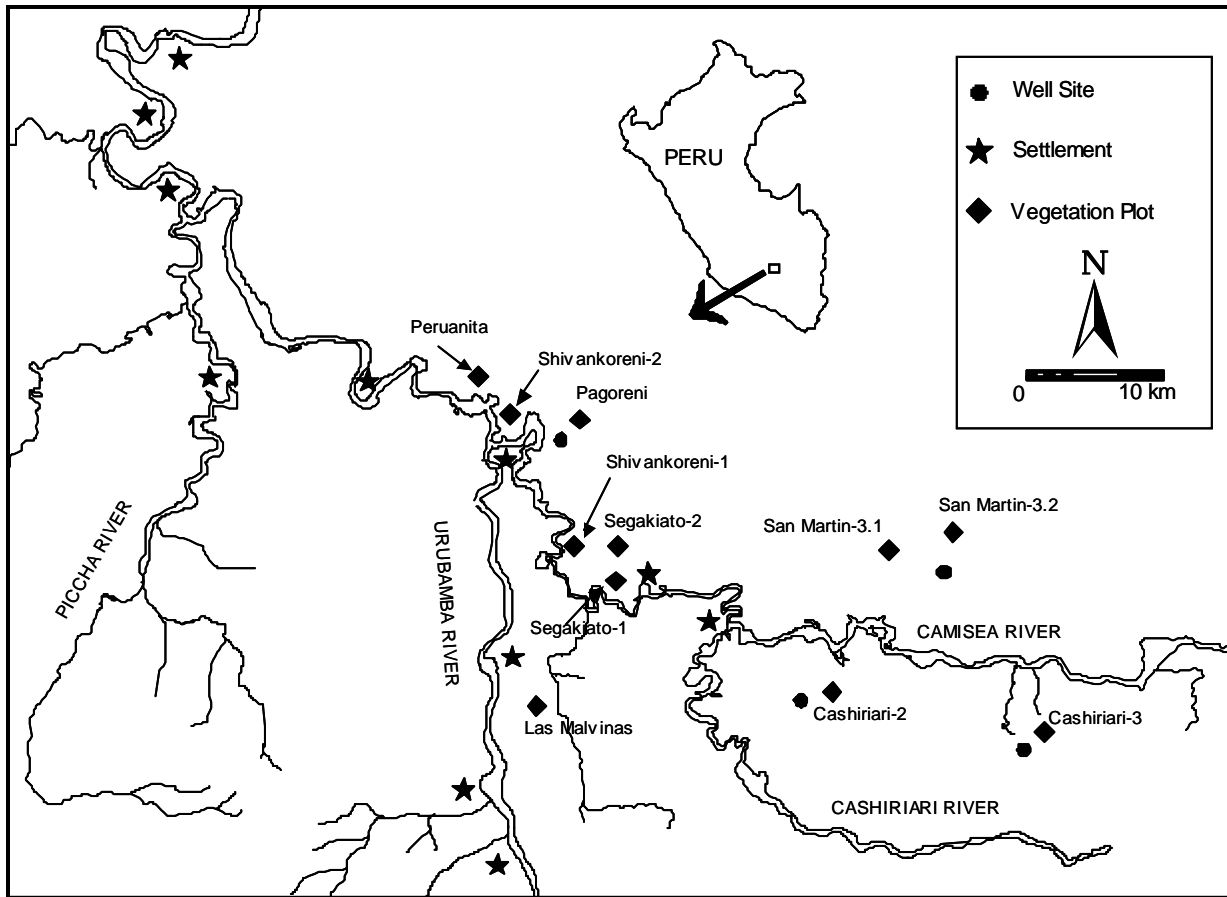 Well Site
Settlement
Vegetation Plot
N
0 10 km
PERU
Peruanita
Shivankoreni-2
Pagoreni
Shivankoreni-1
Segakiato-2
San Martin-3.1
San Martin-3.2
PICCHA RIVER
URUBAMBA RIVER
Segakiato-1
CAMISEA RIVER
Las Malvinas
Cashiriari-2
Cashiriari-3
CASHIRIARI RIVER